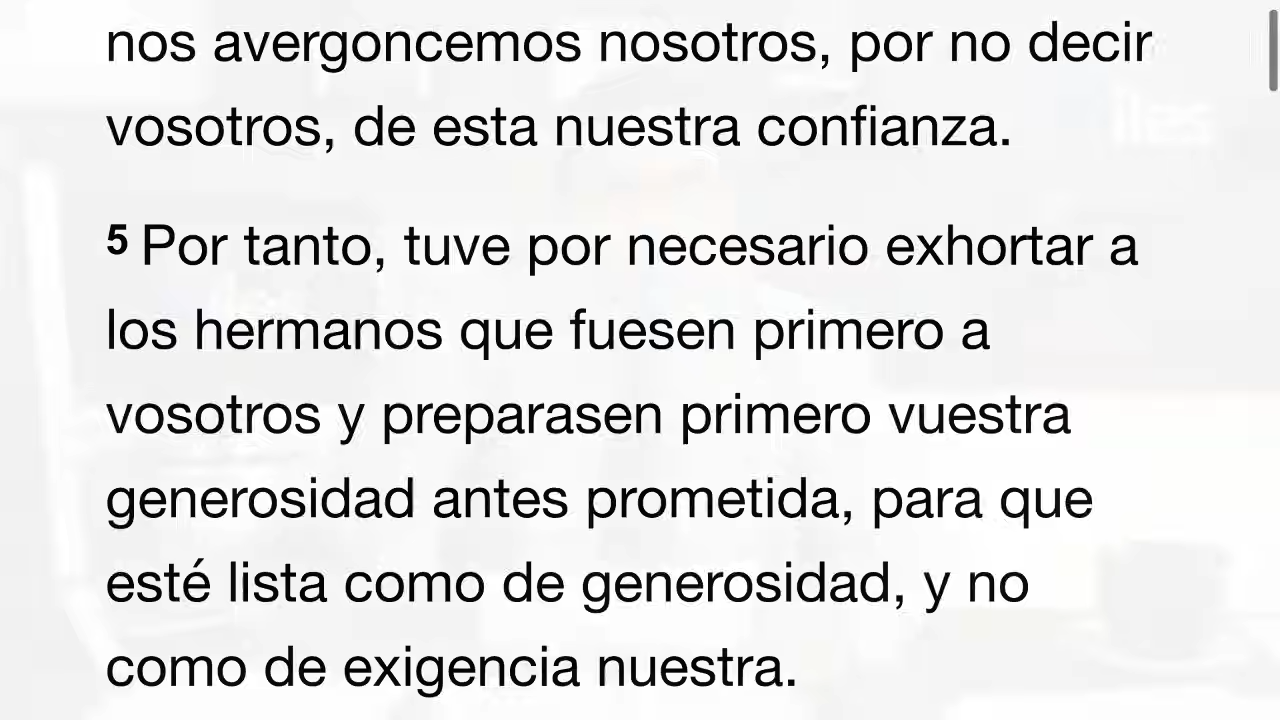 nos avergoncemos nosotros, por no decir
vosotros, de esta nuestra confianza.
5 Por tanto, tuve por necesario exhortar a
los hermanos que fuesen primero a
vosotros y preparasen primero vuestra
generosidad antes prometida, para que
esté lista como de generosidad, y no
como de exigencia nuestra.